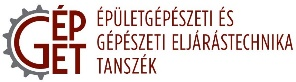 GÉP
GET
ÉPÜLETGÉPÉSZETI ÉS
GÉPÉSZETI ELJÁRÁSTECHNIKA
TANSZÉK